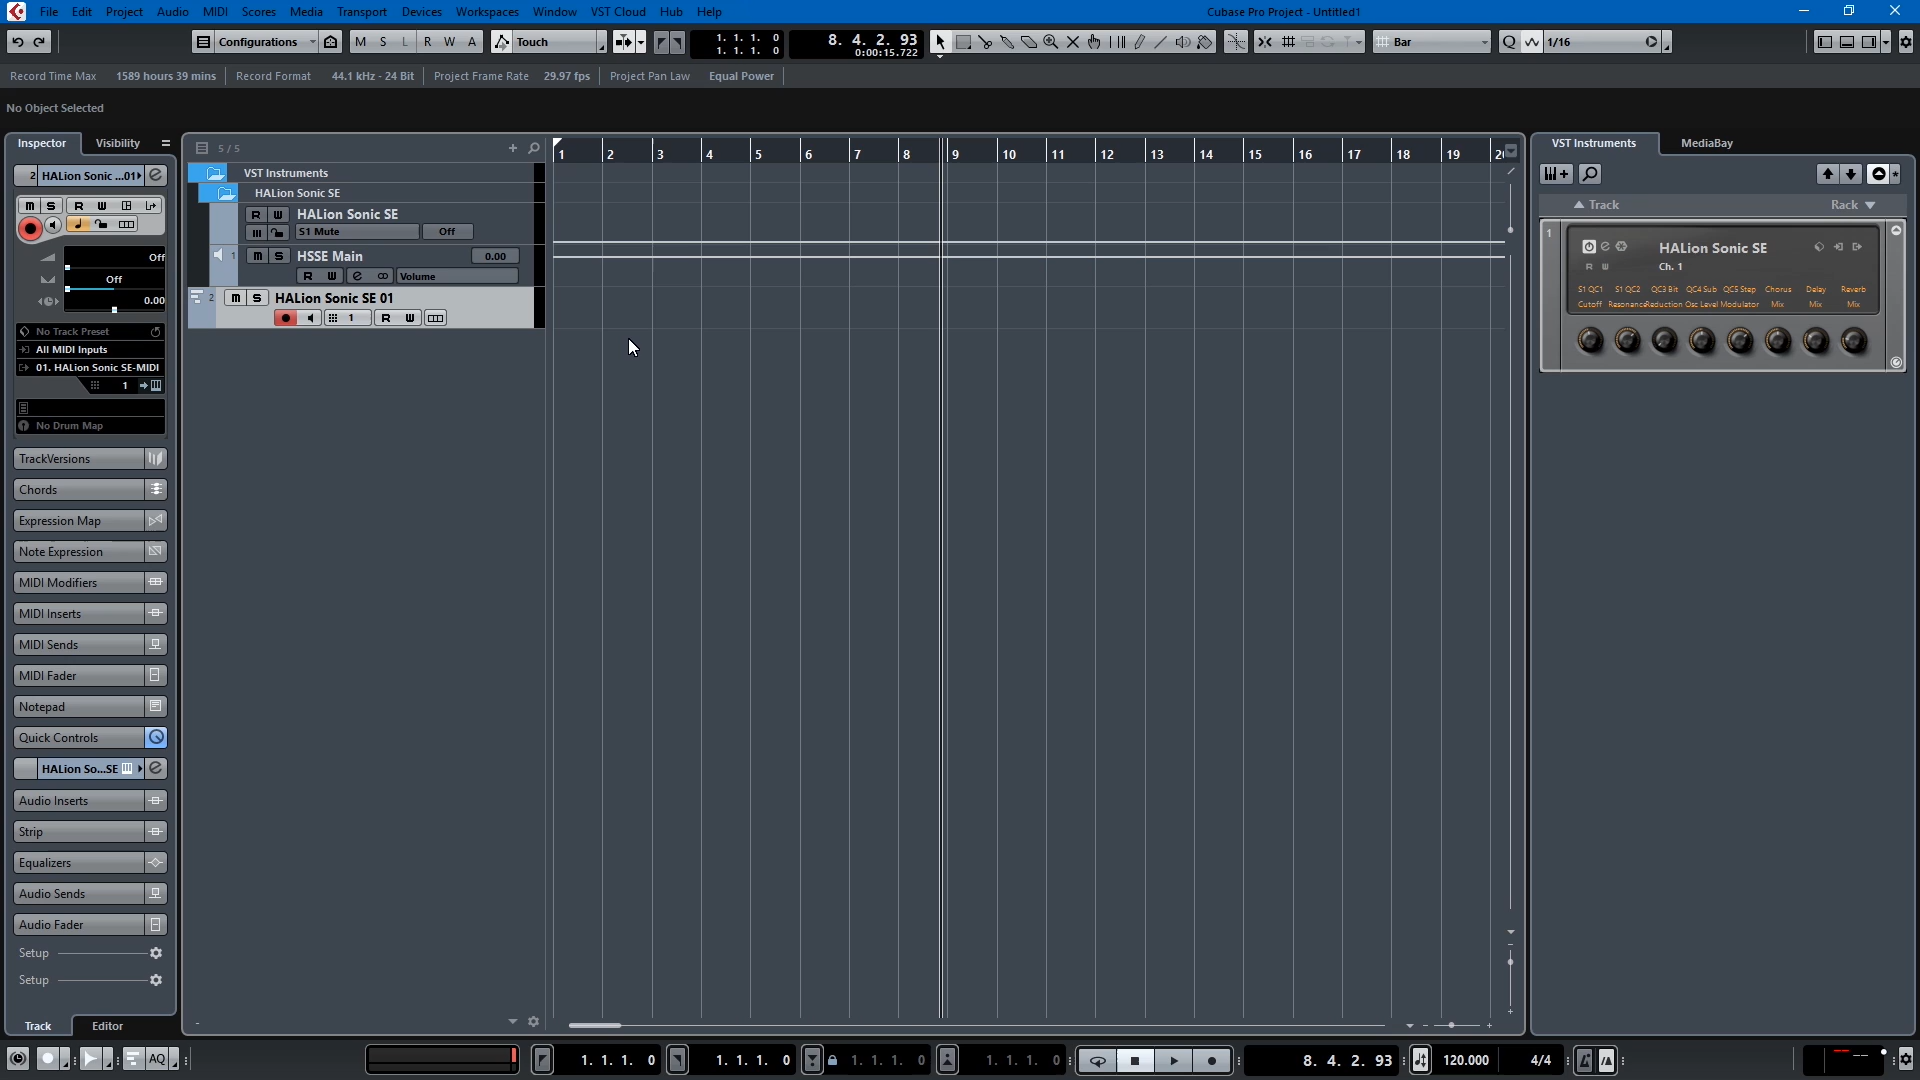 File Edit Project Audio MIDI Scores Media Transport Devices Workspaces Window VST Cloud Hub Help Cubase Pro Project - Untitled1
Configurations M S L R W A Touch 1. 1. 1. 0 8. 4. 2. 93 Bar Q 1/16
1. 1. 1. 0 0:00:15.722
Record Time Max 1589 hours 39 mins Record Format 44.1 kHz - 24 Bit Project Frame Rate 29.97 fps Project Pan Law Equal Power
No Object Selected
Inspector Visibility
2 HALion Sonic ...01
M S R W
Off
Off
0.00
No Track Preset
All MIDI Inputs
01. HALion Sonic SE-MIDI
1
No Drum Map
TrackVersions
Chords
Expression Map
Note Expression
MIDI Modifiers
MIDI Inserts
MIDI Sends
MIDI Fader
Notepad
Quick Controls
HALion So...SE
Audio Inserts
Strip
Equalizers
Audio Sends
Audio Fader
Setup
Setup
Track Editor
5 / 5
VST Instruments
HALion Sonic SE
R W HALion Sonic SE
S1 Mute Off
1 m S HSSE Main 0.00
R W e Volume
2 m S HALion Sonic SE 01
1 R W
1 2 3 4 5 6 7 8 9 10 11 12 13 14 15 16 17 18 19
VST Instruments MediaBay
Track Rack
1 HALion Sonic SE
R W Ch. 1
S1 QC1 S1 QC2 QC3 Bit QC4 Sub QC5 Step Chorus Delay Reverb
Cutoff Resonance Reduction Osc Level Modulator Mix Mix Mix
AQ 1. 1. 1. 0 1. 1. 1. 0 1. 1. 1. 0 1. 1. 1. 0 8. 4. 2. 93 120.000 4/4